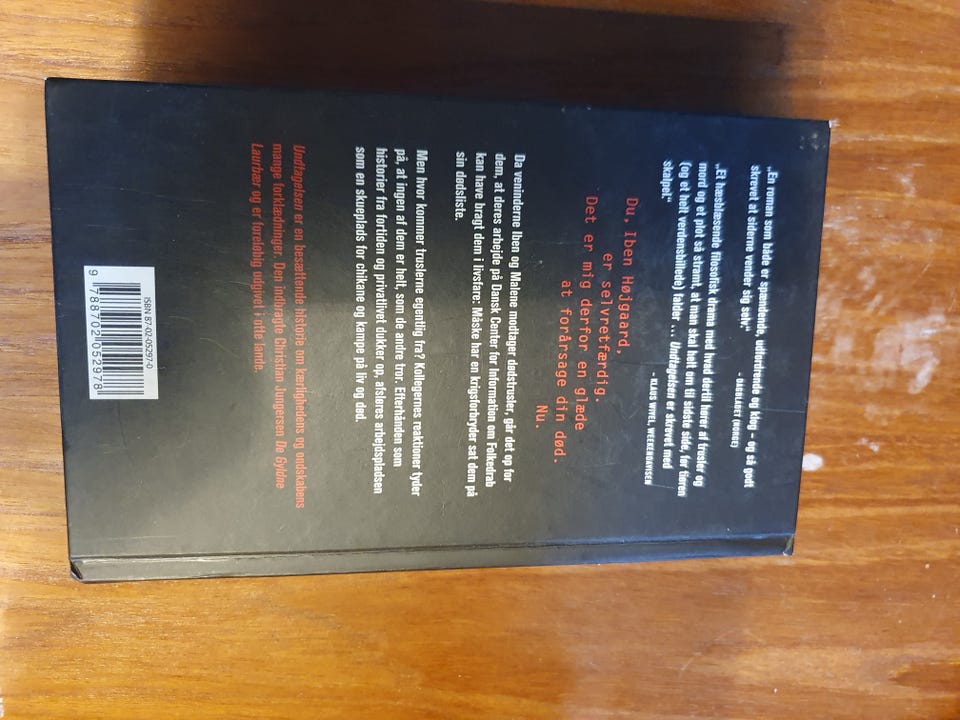 „En roman som både er spændende, udfordrende og klog – og så godt
skrevet at siderne vender sig selv.“
- DAGBLADET (NORGE)
„Et hæsblæsende filosofisk drama med hvad dertil hører af trusler og
mord og et plot så stramt, at man skal helt om til sidste side, før fløren
(og et helt verdensbillede) falder ... Undtagelsen er skrevet med
skalpel.“
- KLAUS WIVEL, WEEKENDAVISEN
Du, Iben Højgaard,
er selvretfærdig.
Det er mig derfor en glæde
at forårsage din død.
Nu.
Da veninderne Iben og Malene modtager dødstrusler, går det op for
dem, at deres arbejde på Dansk Center for Information om Folkedrab
kan have bragt dem i livsfare: Måske har en krigsforbryder sat dem på
sin dødsliste.
Men hvor kommer truslerne egentlig fra? Kollegernes reaktioner tyder
på, at ingen af dem er helt, som de andre tror. Efterhånden som
historier fra fortiden og privatlivet dukker op, afsløres arbejdspladsen
som en skueplads for chikane og kampe på liv og død.
Undtagelsen er en besættende historie om kærlighedens og ondskabens
mange forklædninger. Den indbragte Christian Jungersen De Gyldne
Laurbær og er foreløbig udgivet i otte lande.
ISBN 87-02-05297-0
9 788702 052978